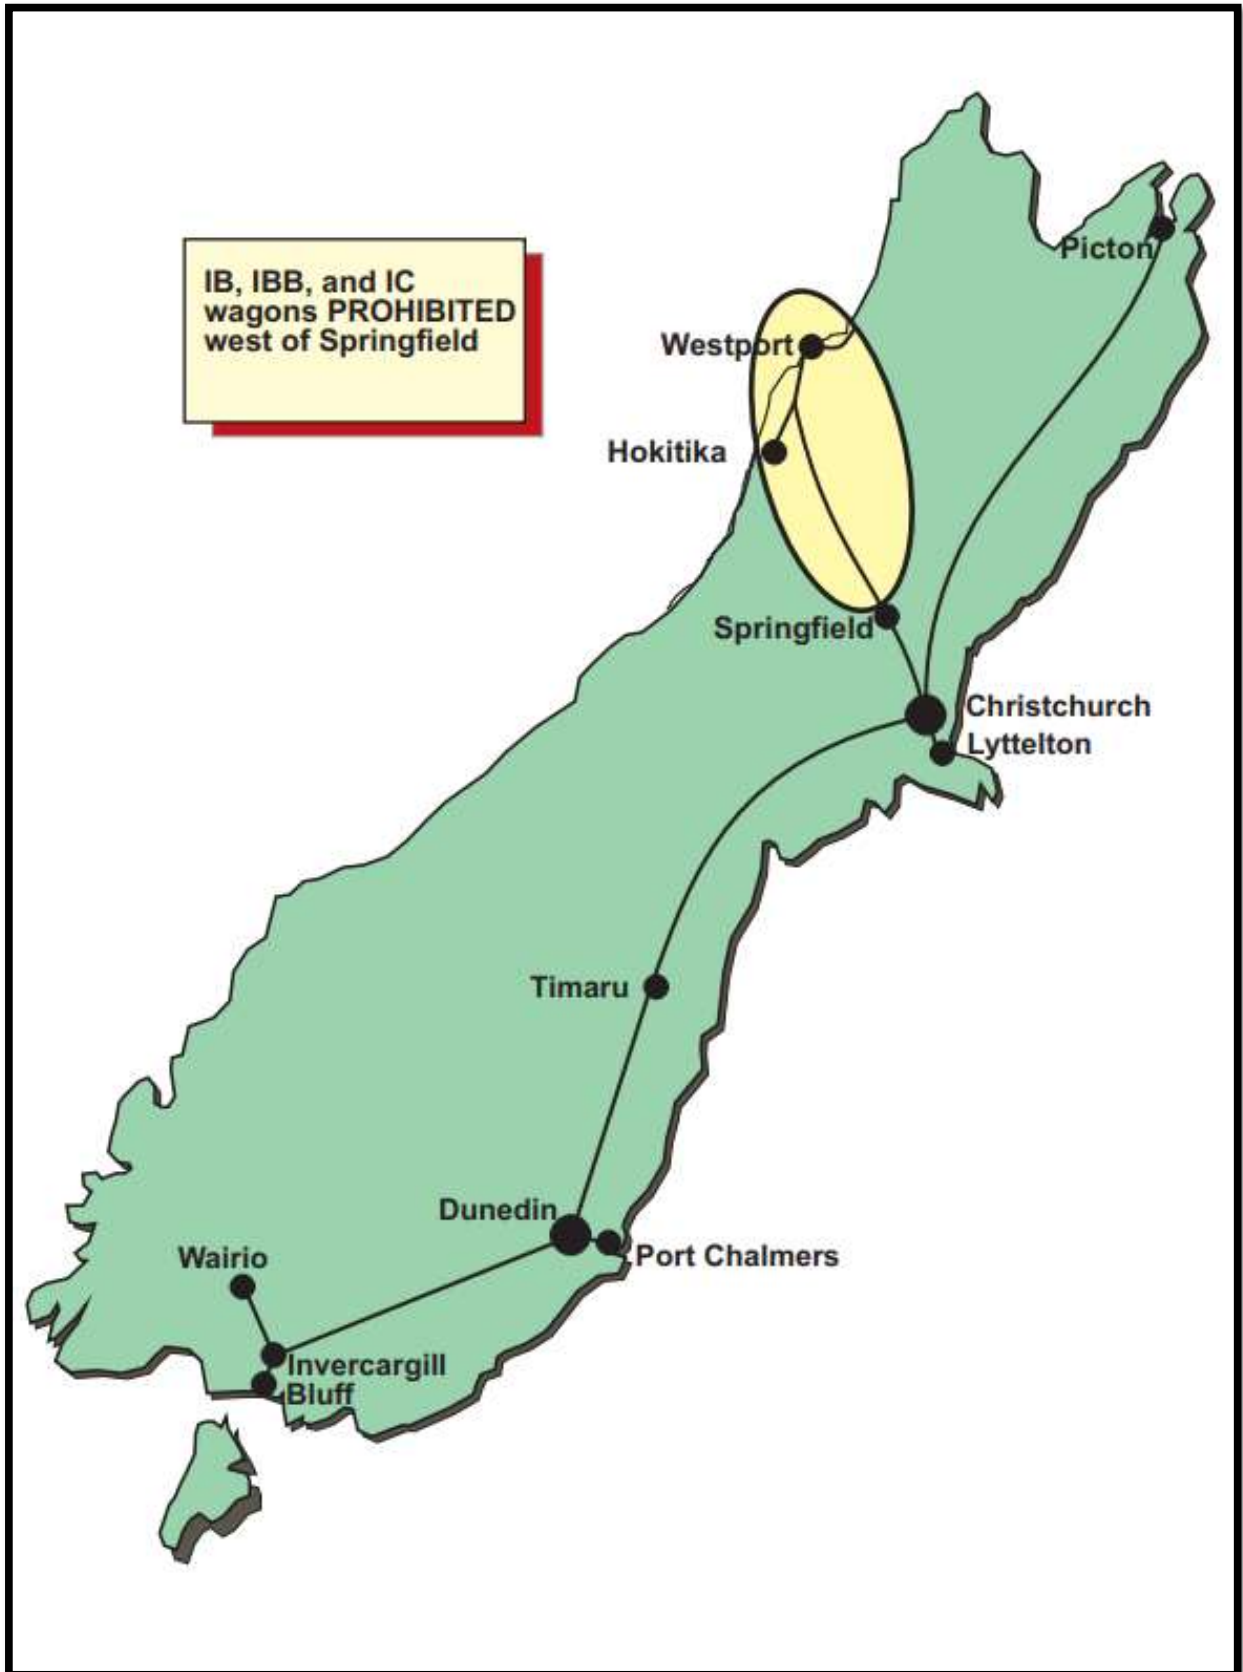 Picton
IB, IBB, and IC
wagons PROHIBITED
west of Springfield
Westport
Hokitika
Springfield
Christchurch
Lyttelton
Timaru
Dunedin
Port Chalmers
Wairio
Invercargill
Bluff